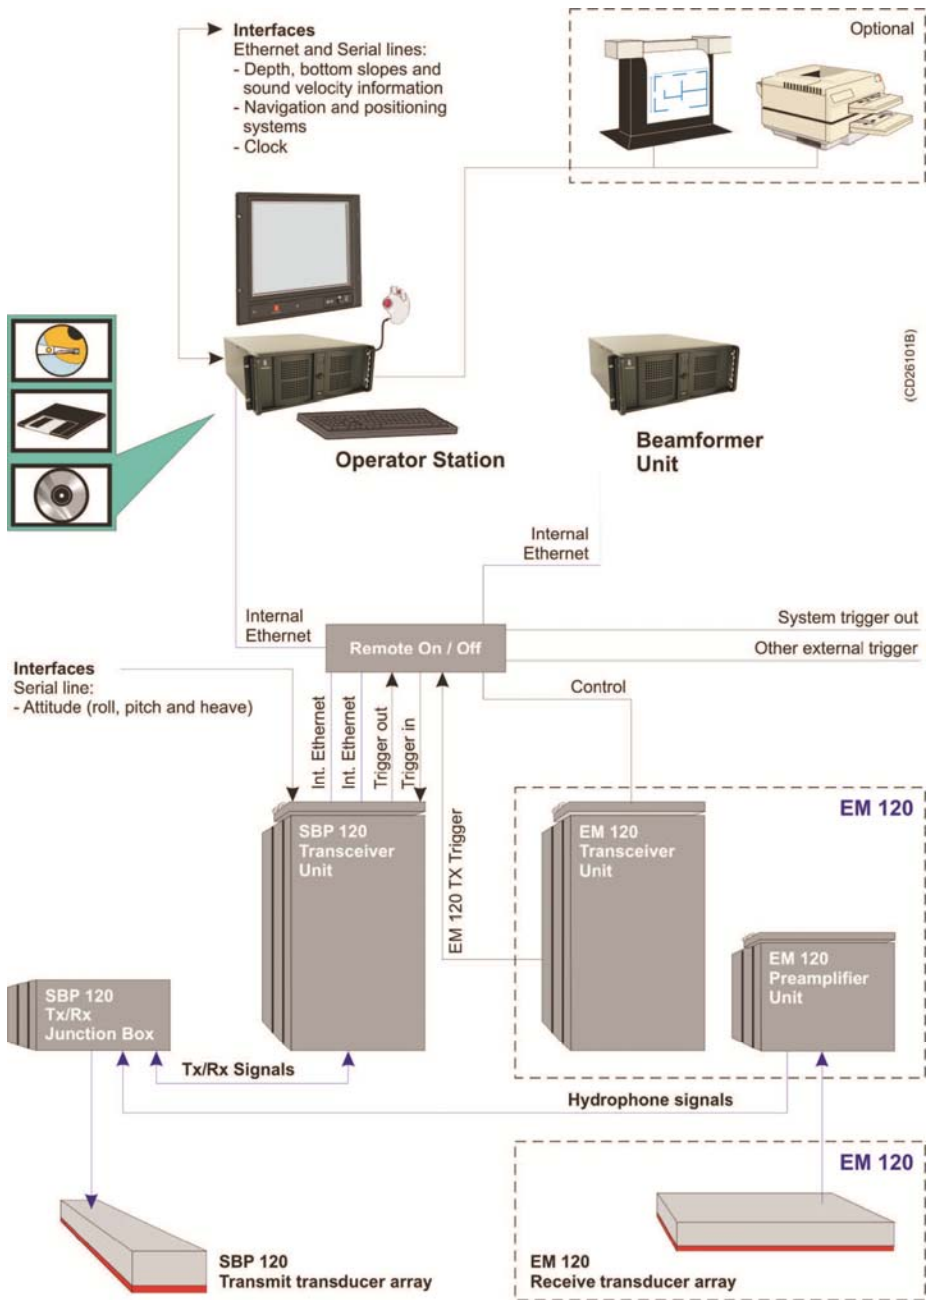 Interfaces
Ethernet and Serial lines:
- Depth, bottom slopes and
sound velocity information
- Navigation and positioning
systems
- Clock
Optional
(CD26101B)
Operator Station
Beamformer
Unit
Internal
Ethernet
Internal
Ethernet
Remote On / Off
System trigger out
Other external trigger
Interfaces
Serial line:
- Attitude (roll, pitch and heave)
Control
Int. Ethernet
Int. Ethernet
Trigger out
Trigger in
EM 120 TX Trigger
SBP 120
Transceiver
Unit
EM 120
Transceiver
Unit
EM 120
EM 120
Preamplifier
Unit
SBP 120
Tx/Rx
Junction Box
Tx/Rx Signals
Hydrophone signals
EM 120
SBP 120
Transmit transducer array
EM 120
Receive transducer array